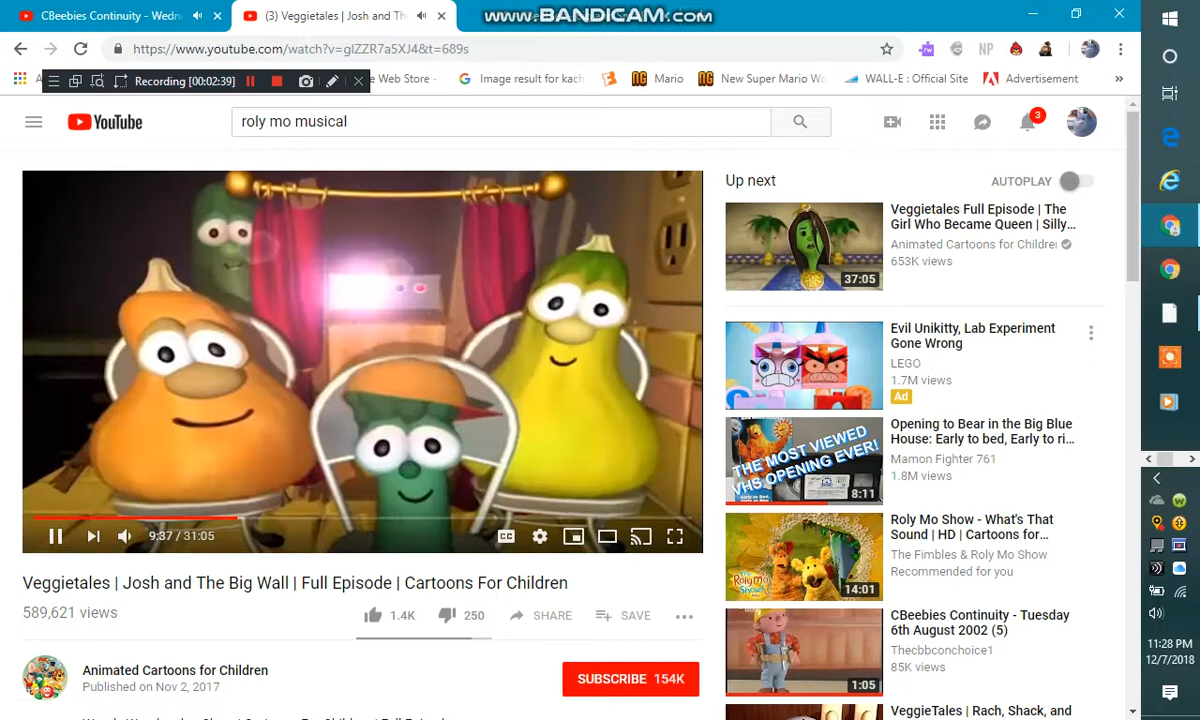 CBeebies Continuity - Wedn
(3) Veggietales | Josh and Th
www.BANDICAM.com
https://www.youtube.com/watch?v=glZZR7a5XJ4&t=689s
NP
A
Recording [00:02:39]
e Web Store -
Image result for kach
Mario
New Super Mario Wo
WALL-E : Official Site
Advertisement
»
YouTube
roly mo musical
3
Up next
AUTOPLAY
Veggietales Full Episode | The
Girl Who Became Queen | Silly...
Animated Cartoons for Childre
653K views
37:05
Evil Unikitty, Lab Experiment
Gone Wrong
LEGO
1.7M views
Ad
Opening to Bear in the Big Blue
House: Early to bed, Early to ri...
Mamon Fighter 761
1.8M views
THE MOST VIEWED
VHS OPENING EVER!
8:11
Roly Mo Show - What's That
Sound | HD | Cartoons for...
The Fimbles & Roly Mo Show
Recommended for you
The RolyMo Show!
14:01
CBeebies Continuity - Tuesday
6th August 2002 (5)
Thecbbconchoice1
85K views
1:05
VeggieTales | Rach, Shack, and
9:37 / 31:05
CC
Veggietales | Josh and The Big Wall | Full Episode | Cartoons For Children
589,621 views
1.4K
250
SHARE
SAVE
Animated Cartoons for Children
Published on Nov 2, 2017
SUBSCRIBE 154K
11:28 PM
12/7/2018